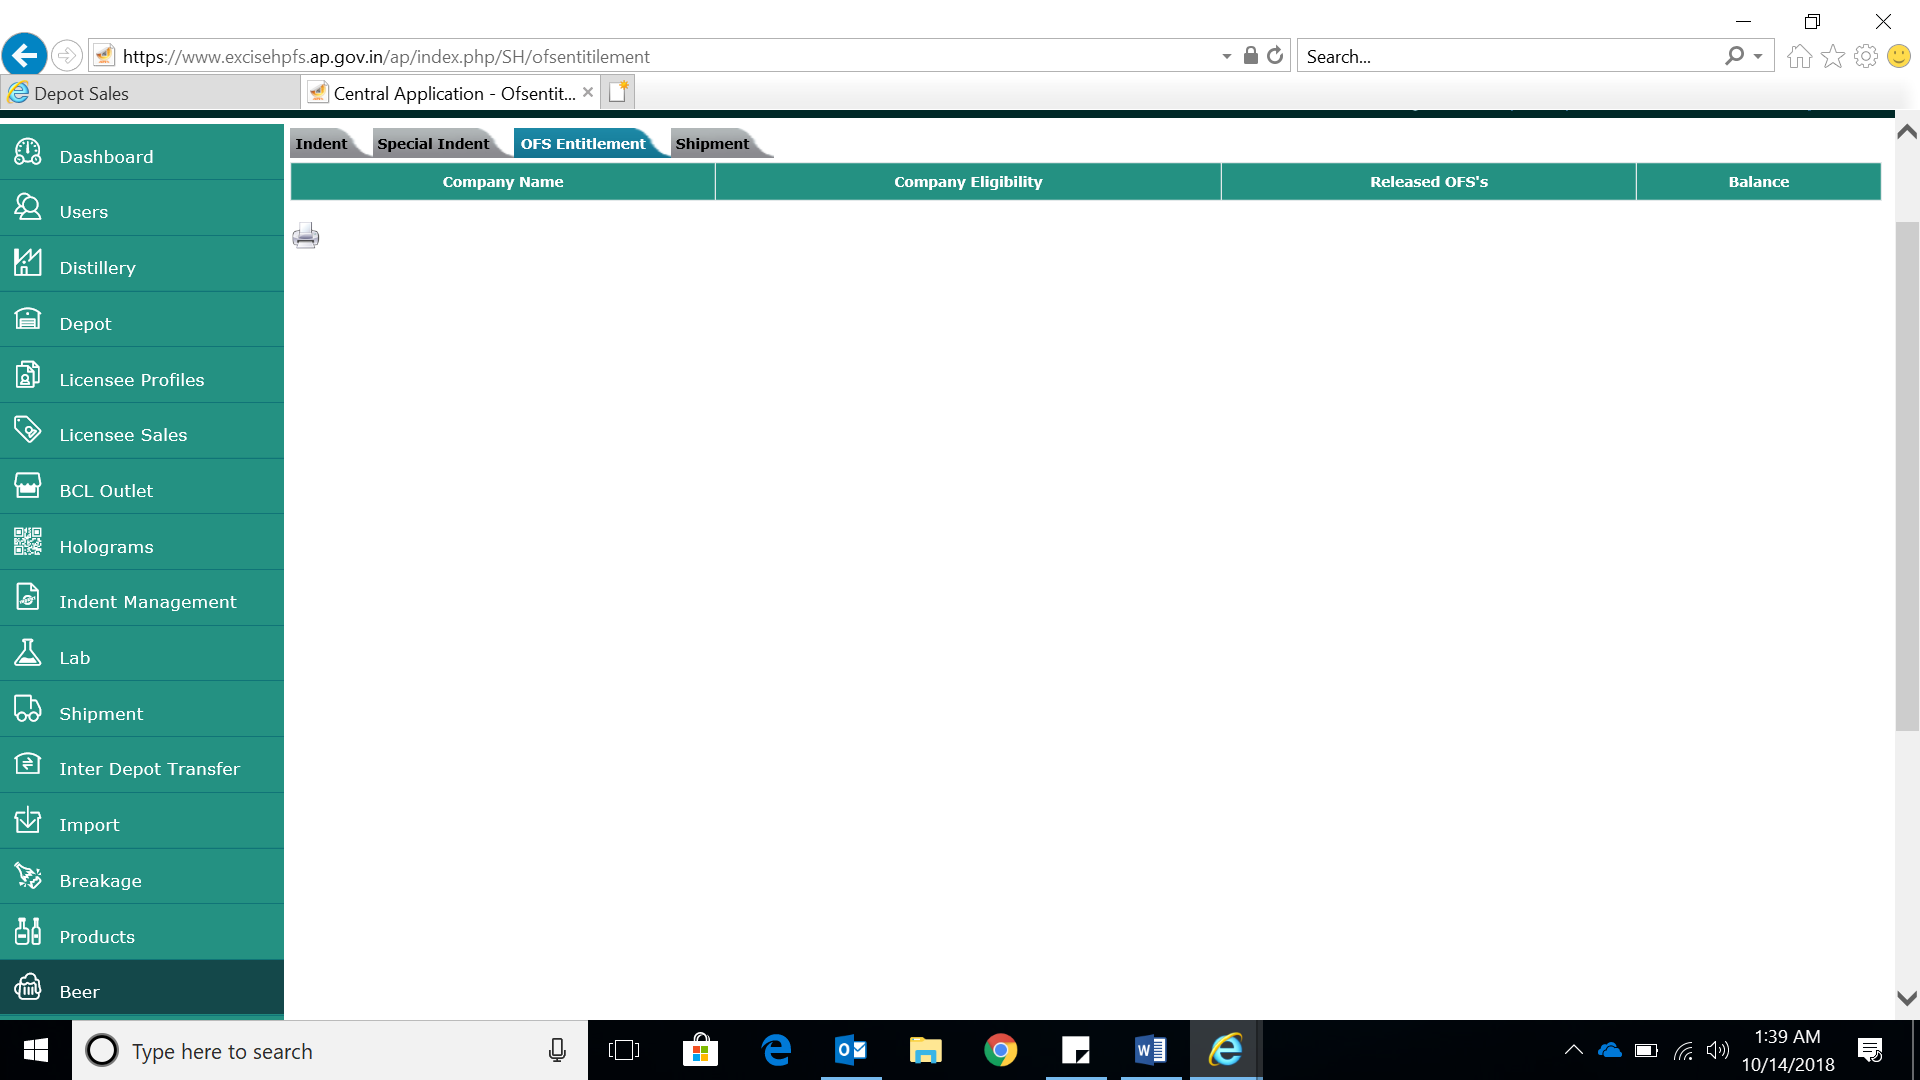 https://www.excisehpfs.ap.gov.in/ap/index.php/SH/ofsentitilement
Search...
Depot Sales
Central Application - Ofsentit...
Indent
Special Indent
OFS Entitlement
Shipment
Company Name
Company Eligibility
Released OFS's
Balance
Dashboard
Users
Distillery
Depot
Licensee Profiles
Licensee Sales
BCL Outlet
Holograms
Indent Management
Lab
Shipment
Inter Depot Transfer
Import
Breakage
Products
Beer
Type here to search
1:39 AM
10/14/2018